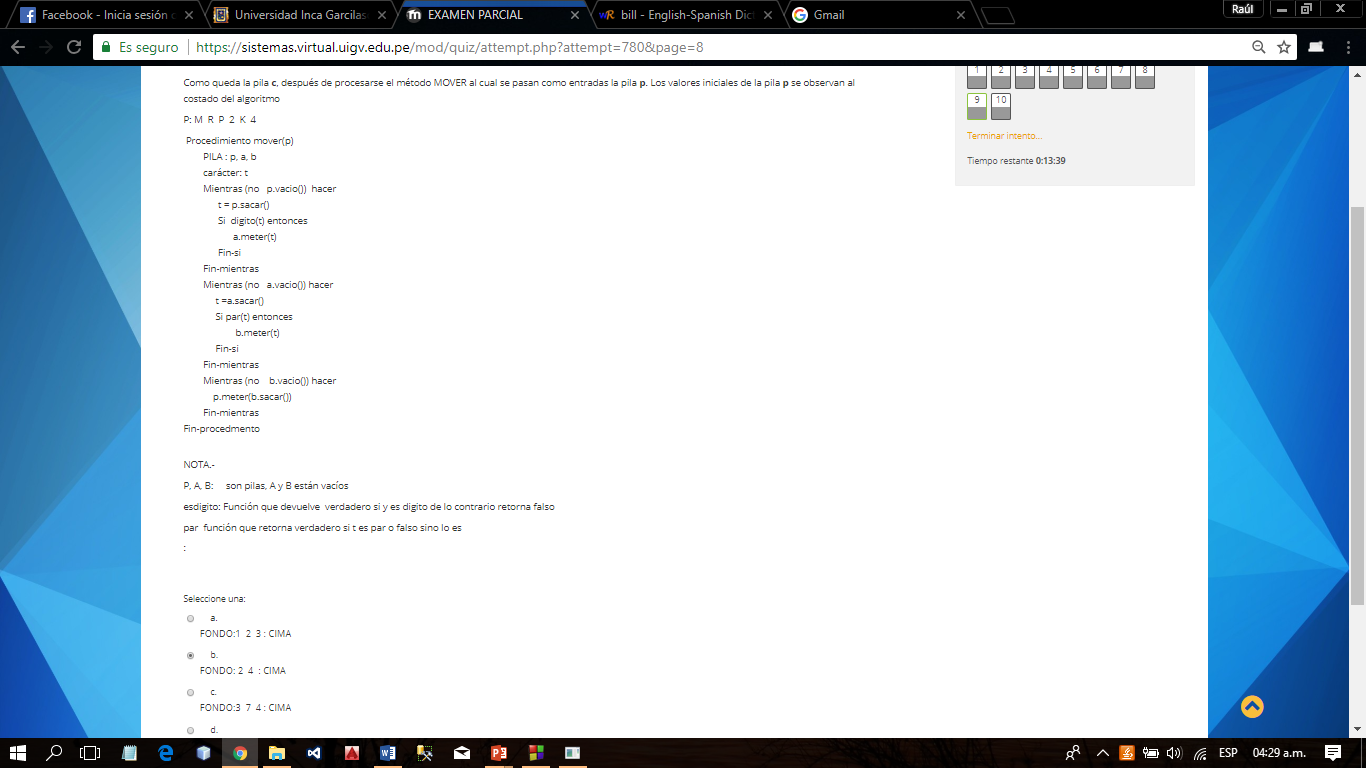 Facebook - Inicia sesión
Universidad Inca Garcilas
EXAMEN PARCIAL
bill - English-Spanish Dict
Gmail
Raúl
Es seguro
https://sistemas.virtual.uigv.edu.pe/mod/quiz/attempt.php?attempt=780&page=8
Como queda la pila c, después de procesarse el método MOVER al cual se pasan como entradas la pila p. Los valores iniciales de la pila p se observan al
costado del algoritmo
P: M R P 2 K 4
Procedimiento mover(p)
PILA : p, a, b
carácter: t
Mientras (no p.vacio()) hacer
t = p.sacar()
Si digito(t) entonces
a.meter(t)
Fin-si
Fin-mientras
Mientras (no a.vacio()) hacer
t =a.sacar()
Si par(t) entonces
b.meter(t)
Fin-si
Fin-mientras
Mientras (no b.vacio()) hacer
p.meter(b.sacar())
Fin-mientras
Fin-procedmento
NOTA.-
P, A, B: son pilas, A y B están vacíos
esdigito: Función que devuelve verdadero si y es digito de lo contrario retorna falso
par función que retorna verdadero si t es par o falso sino lo es
:
Seleccione una:
a.
FONDO:1 2 3 : CIMA
b.
FONDO: 2 4 : CIMA
c.
FONDO:3 7 4 : CIMA
d.
1 2 3 4 5 6 7 8
9 10
Terminar intento...
Tiempo restante 0:13:39
ESP
04:29 a.m.